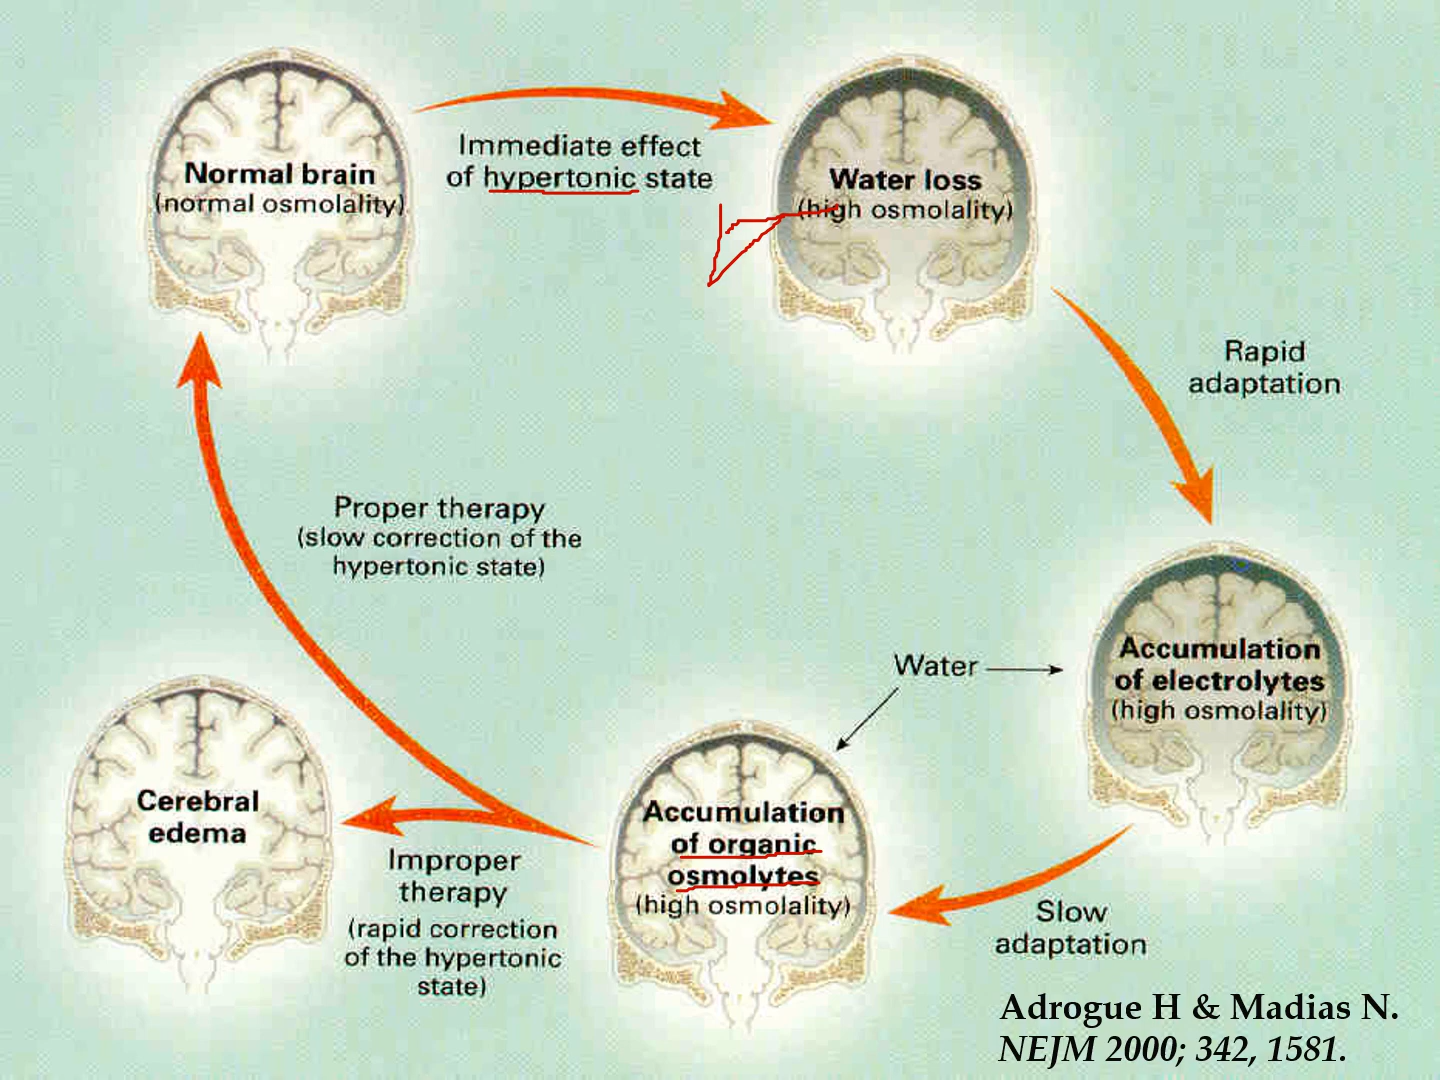 Normal brain
(normal osmolality)
Immediate effect
of hypertonic state
Water loss
(high osmolality)
Rapid
adaptation
Accumulation
of electrolytes
(high osmolality)
Water
Slow
adaptation
Accumulation
of organic
osmolytes
(high osmolality)
Proper therapy
(slow correction of the
hypertonic state)
Improper
therapy
(rapid correction
of the hypertonic
state)
Cerebral
edema
Adrogue H & Madias N.
NEJM 2000; 342, 1581.